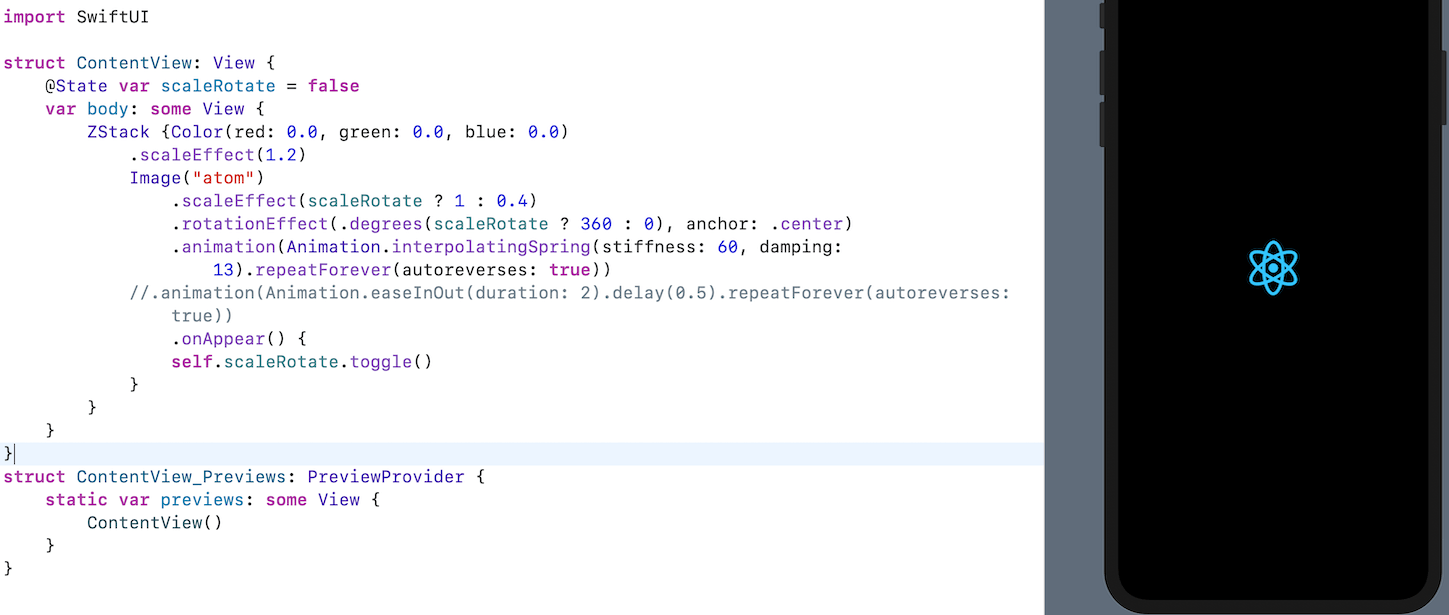 import SwiftUI
struct ContentView: View {
@State var scaleRotate = false
var body: some View {
ZStack {Color(red: 0.0, green: 0.0, blue: 0.0)
.scaleEffect(1.2)
Image("atom")
.scaleEffect(scaleRotate ? 1 : 0.4)
.rotationEffect(.degrees(scaleRotate ? 360 : 0), anchor: .center)
.animation(Animation.interpolatingSpring(stiffness: 60, damping:
13).repeatForever(autoreverses: true))
//.animation(Animation.easeInOut(duration: 2).delay(0.5).repeatForever(autoreverses:
true))
.onAppear() {
self.scaleRotate.toggle()
}
}
}
}
struct ContentView_Previews: PreviewProvider {
static var previews: some View {
ContentView()
}
}